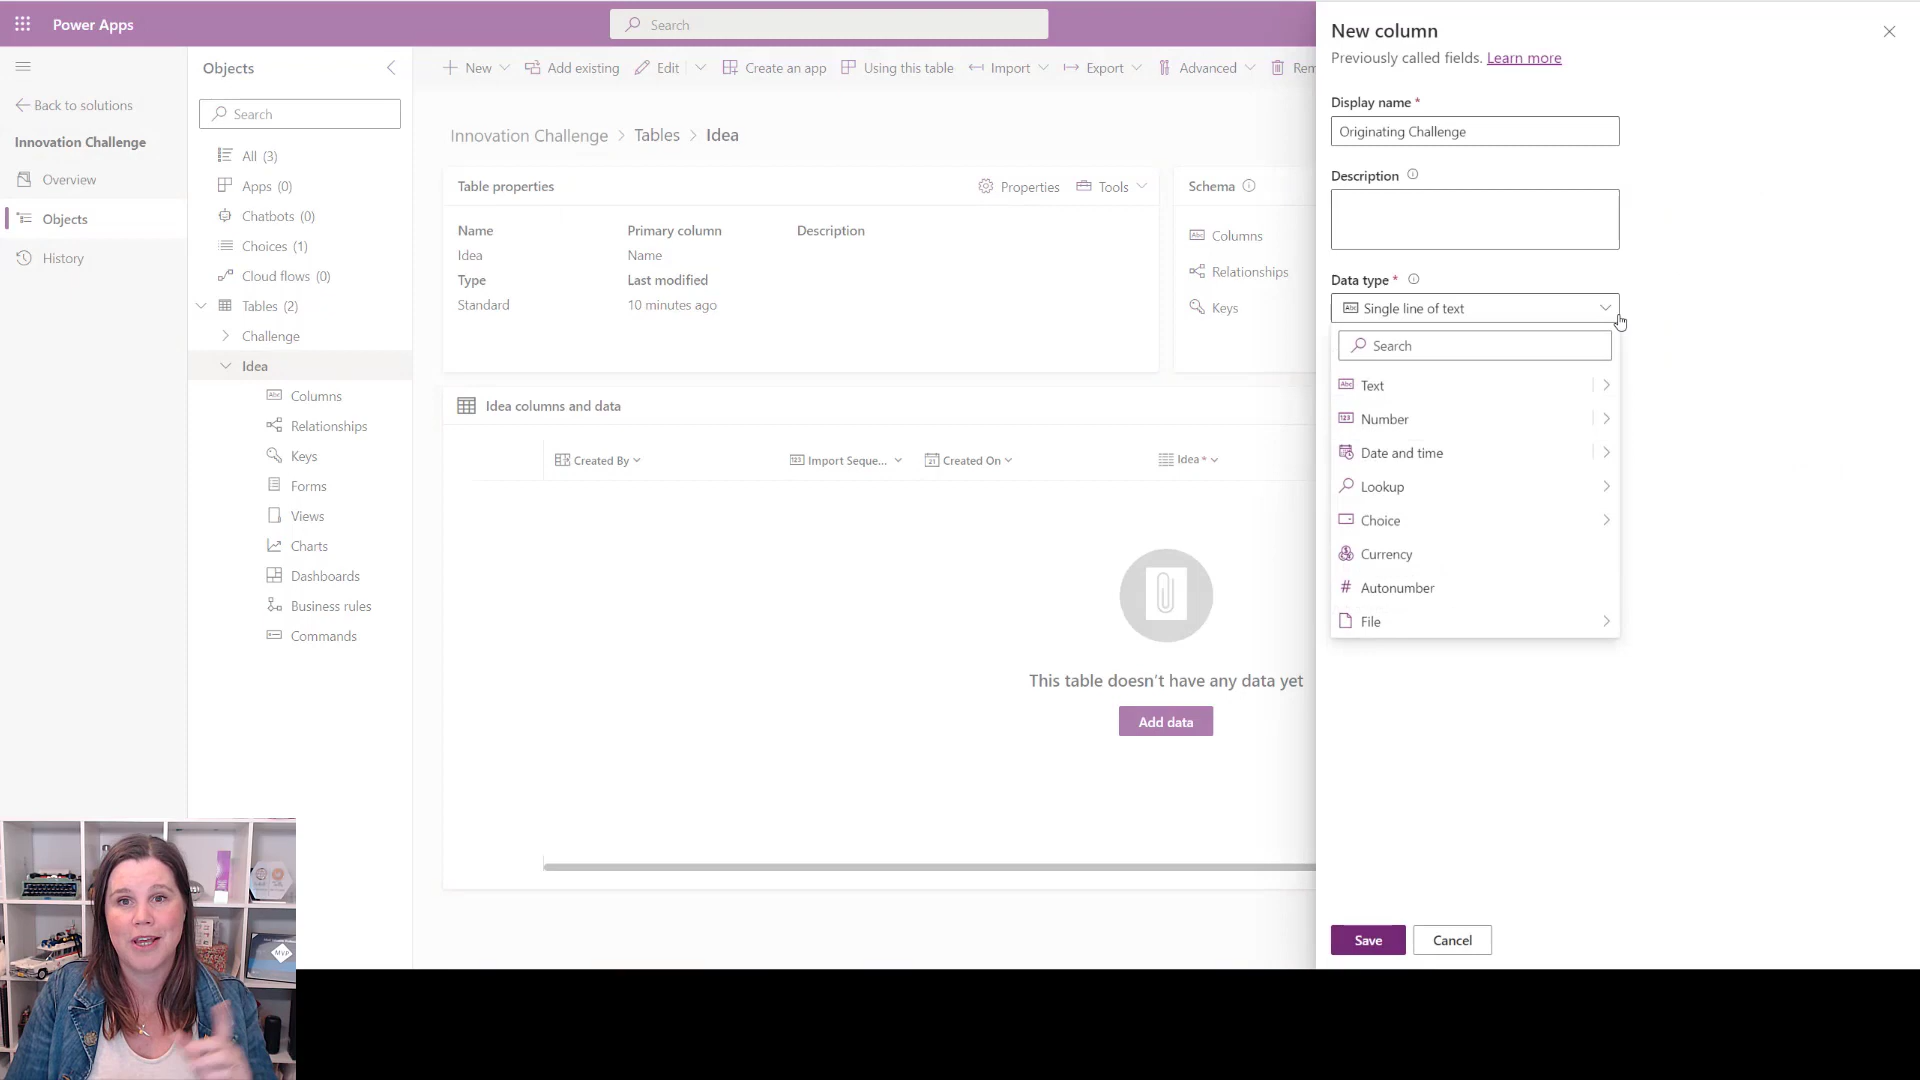 Power Apps
Search
New
Add existing
Edit
Create an app
Using this table
Import
Export
Advanced
Rem
Back to solutions
Innovation Challenge
Overview
Objects
History
Objects
Search
All (3)
Apps (0)
Chatbots (0)
Choices (1)
Cloud flows (0)
Tables (2)
Challenge
Idea
Columns
Relationships
Keys
Forms
Views
Charts
Dashboards
Business rules
Commands
Innovation Challenge > Tables > Idea
Table properties
Properties
Tools
Name
Primary column
Description
Idea
Name
Type
Last modified
Standard
10 minutes ago
Schema
Columns
Relationships
Keys
Idea columns and data
Created By
Import Seque...
Created On
Idea *
This table doesn't have any data yet
Add data
New column
Previously called fields. Learn more
Display name *
Originating Challenge
Description
Data type *
Single line of text
Search
Text
Number
Date and time
Lookup
Choice
Currency
Autonumber
File
Save
Cancel
MVP